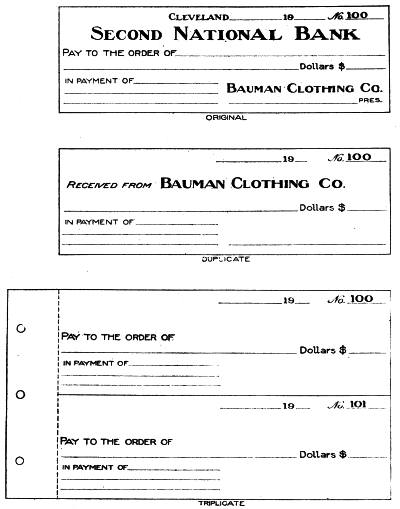 CLEVELAND 19 No. 100
SECOND NATIONAL BANK
PAY TO THE ORDER OF
Dollars $
IN PAYMENT OF
BAUMAN CLOTHING CO.
PRES.
ORIGINAL
19 No. 100
RECEIVED FROM BAUMAN CLOTHING CO.
Dollars $
IN PAYMENT OF
DUPLICATE
19 No. 100
PAY TO THE ORDER OF
Dollars $
IN PAYMENT OF
19 No. 101
PAY TO THE ORDER OF
Dollars $
IN PAYMENT OF
TRIPLICATE